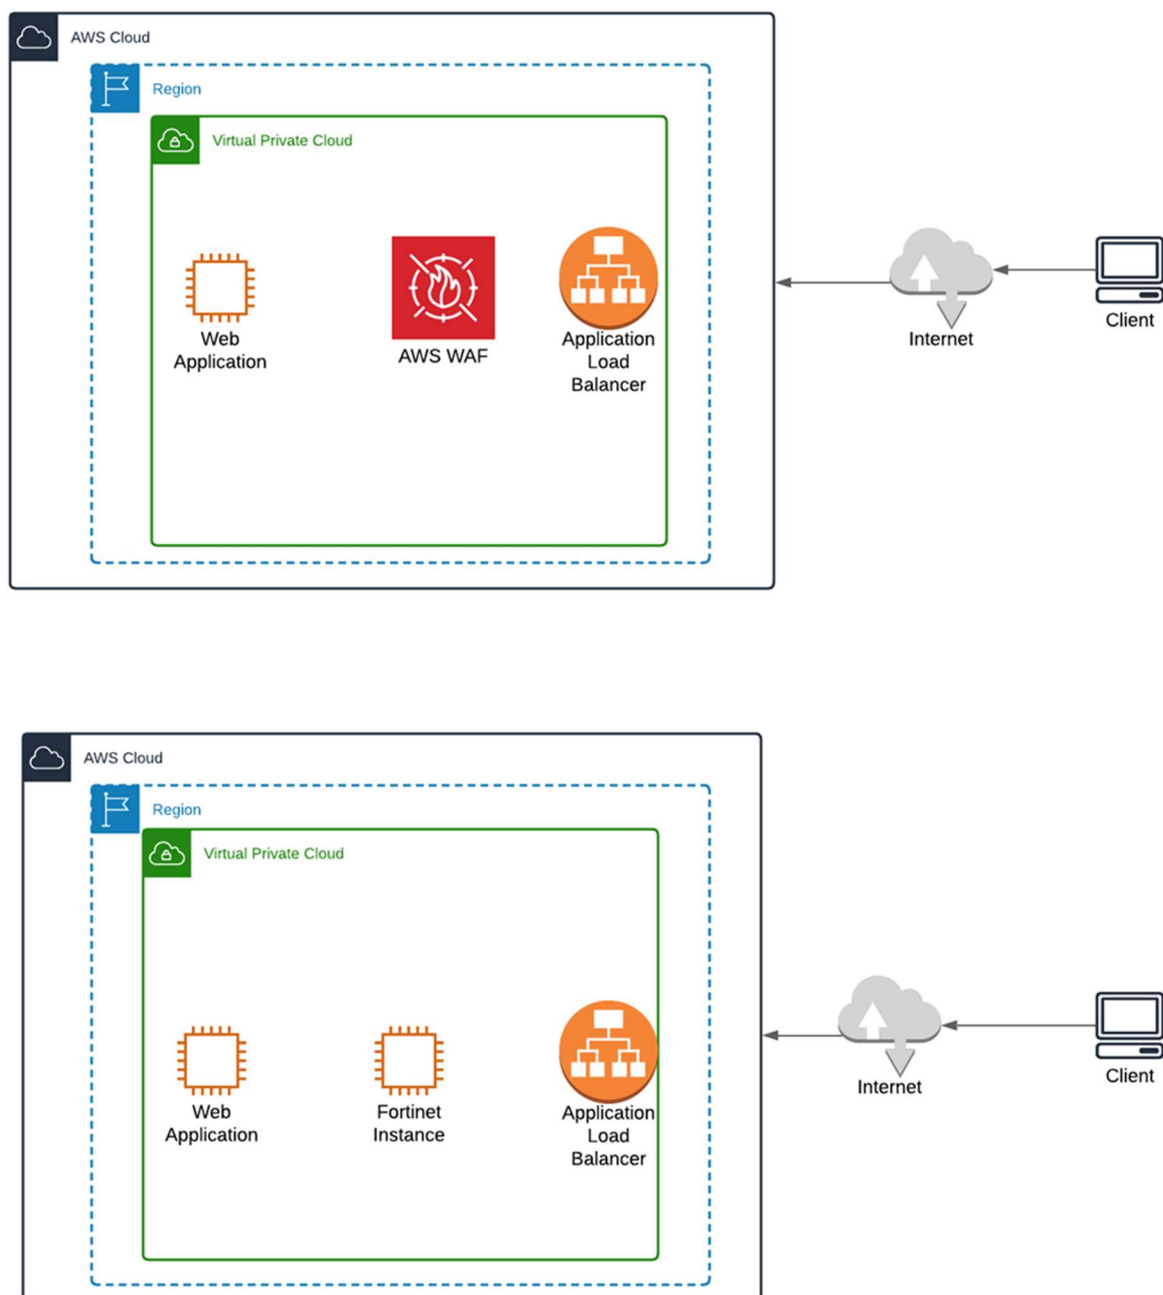 AWS Cloud
Region
Virtual Private Cloud
Web
Application
AWS WAF
Application
Load
Balancer
Internet
Client
AWS Cloud
Region
Virtual Private Cloud
Web
Application
Fortinet
Instance
Application
Load
Balancer
Internet
Client